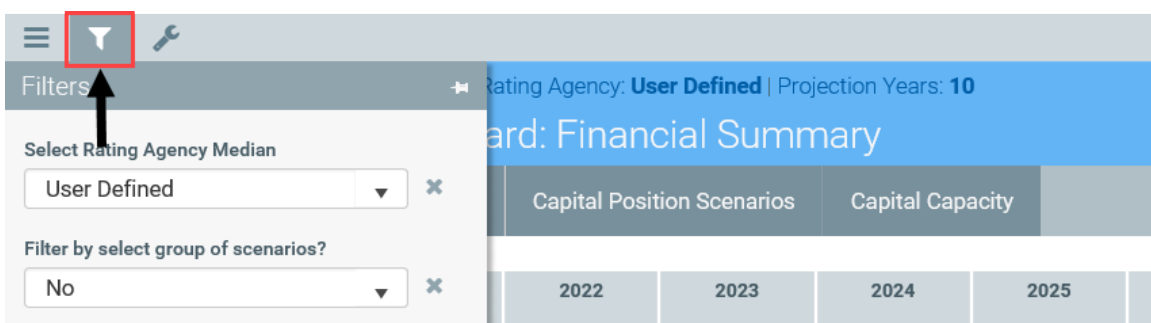 Filters
Rating Agency: User Defined | Projection Years: 10
ard: Financial Summary
Select Rating Agency Median
User Defined
Capital Position Scenarios
Capital Capacity
Filter by select group of scenarios?
No
2022
2023
2024
2025